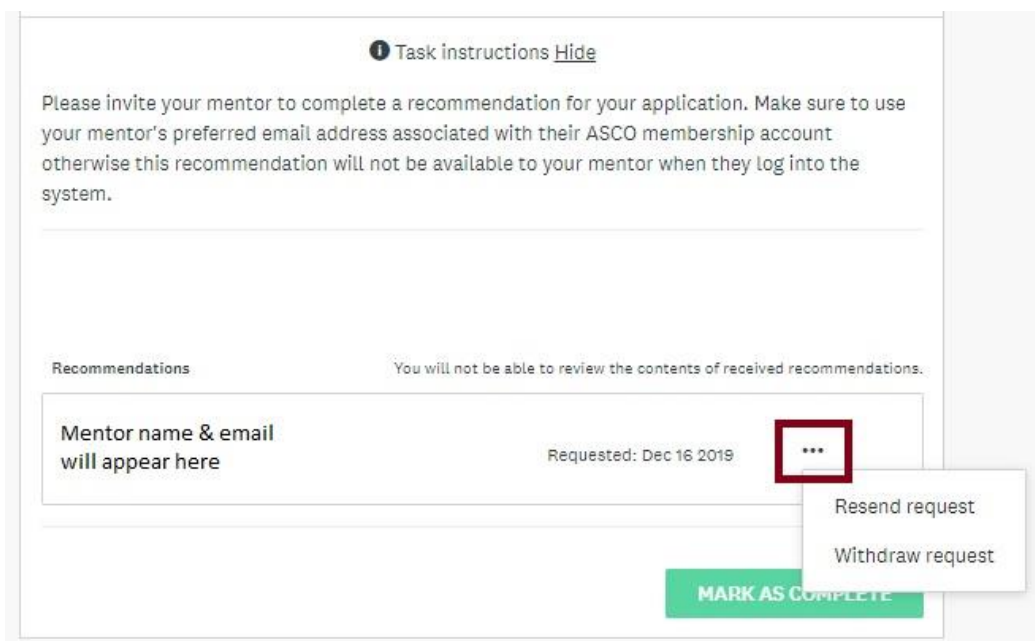 Task instructions Hide
Please invite your mentor to complete a recommendation for your application. Make sure to use
your mentor's preferred email address associated with their ASCO membership account
otherwise this recommendation will not be available to your mentor when they log into the
system.
Recommendations You will not be able to review the contents of received recommendations.
Mentor name & email
will appear here
Requested: Dec 16 2019 •••
Resend request
Withdraw request
MARK AS COMPLETE